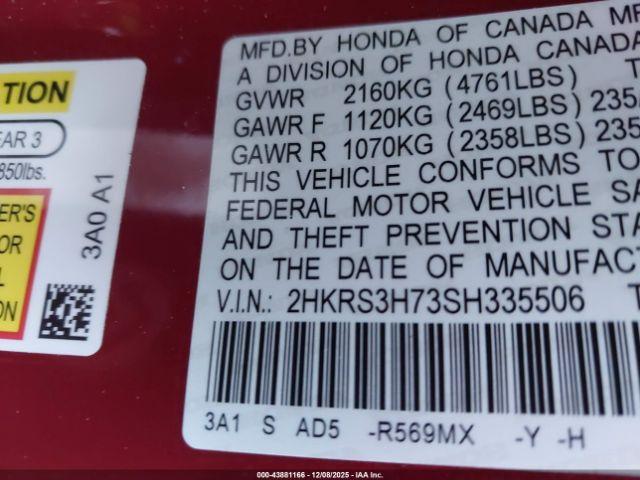 TION
EAR 3
850lbs.
ER'S
OR
L
ION
3A0 A1
MFD.BY HONDA OF CANADA MF
A DIVISION OF HONDA CANADA
GVWR 2160KG (4761LBS) T
GAWR F 1120KG (2469LBS) 235
GAWR R 1070KG (2358LBS) 235
THIS VEHICLE CONFORMS TO
FEDERAL MOTOR VEHICLE SA
AND THEFT PREVENTION STA
ON THE DATE OF MANUFACT
V.I.N.: 2HKRS3H73SH335506 T
3A1 S AD5 -R569MX -Y -H
000-43881166 - 12/08/2025 - IAA Inc.